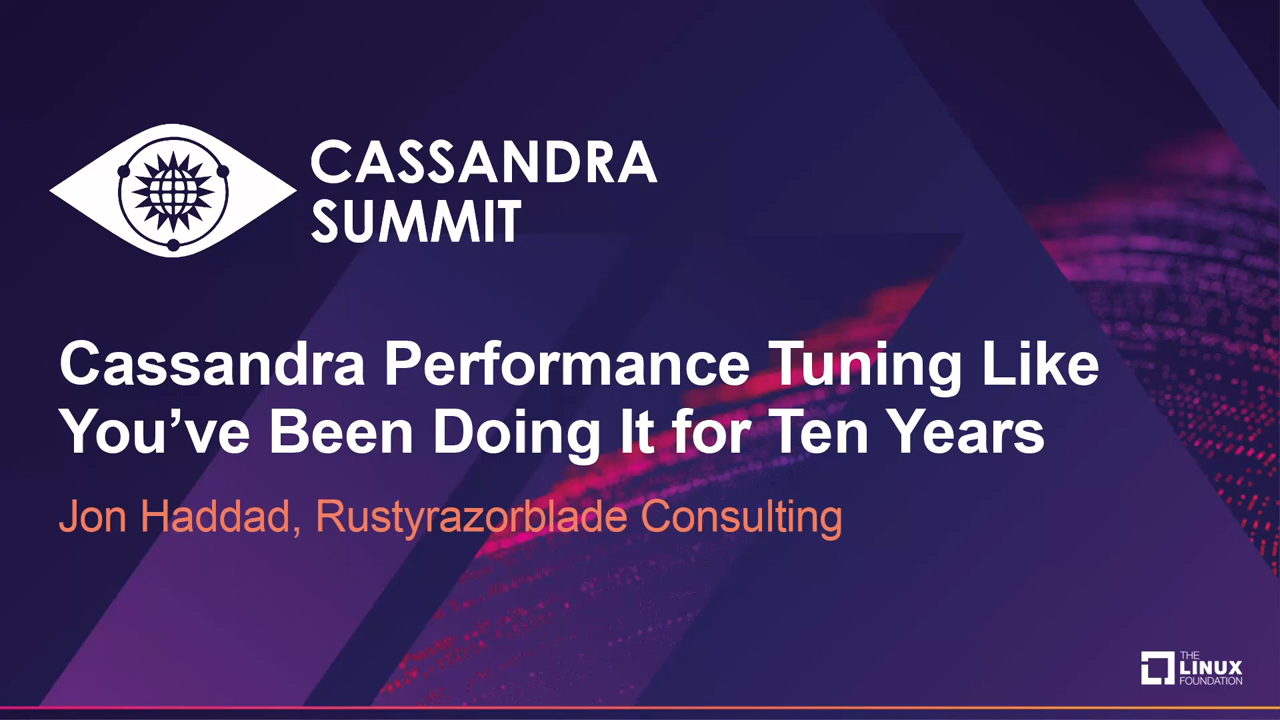 CASSANDRA
SUMMIT
Cassandra Performance Tuning Like
You’ve Been Doing It for Ten Years
Jon Haddad, Rustyrazorblade Consulting
THE
LINUX
FOUNDATION